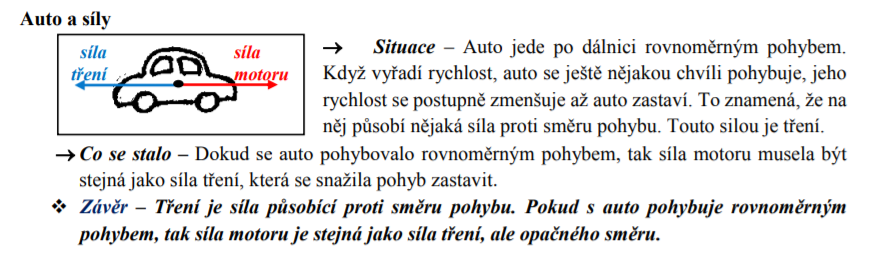 Auto a síly
síla
tření
síla
motoru
→ Situace – Auto jede po dálnici rovnoměrným pohybem.
Když vyřadí rychlost, auto se ještě nějakou chvíli pohybuje, jeho
rychlost se postupně zmenšuje až auto zastaví. To znamená, že na
něj působí nějaká síla proti směru pohybu. Touto silou je tření.
→ Co se stalo – Dokud se auto pohybovalo rovnoměrným pohybem, tak síla motoru musela být
stejná jako síla tření, která se snažila pohyb zastavit.
❖ Závěr – Tření je síla působící proti směru pohybu. Pokud s auto pohybuje rovnoměrným
pohybem, tak síla motoru je stejná jako síla tření, ale opačného směru.